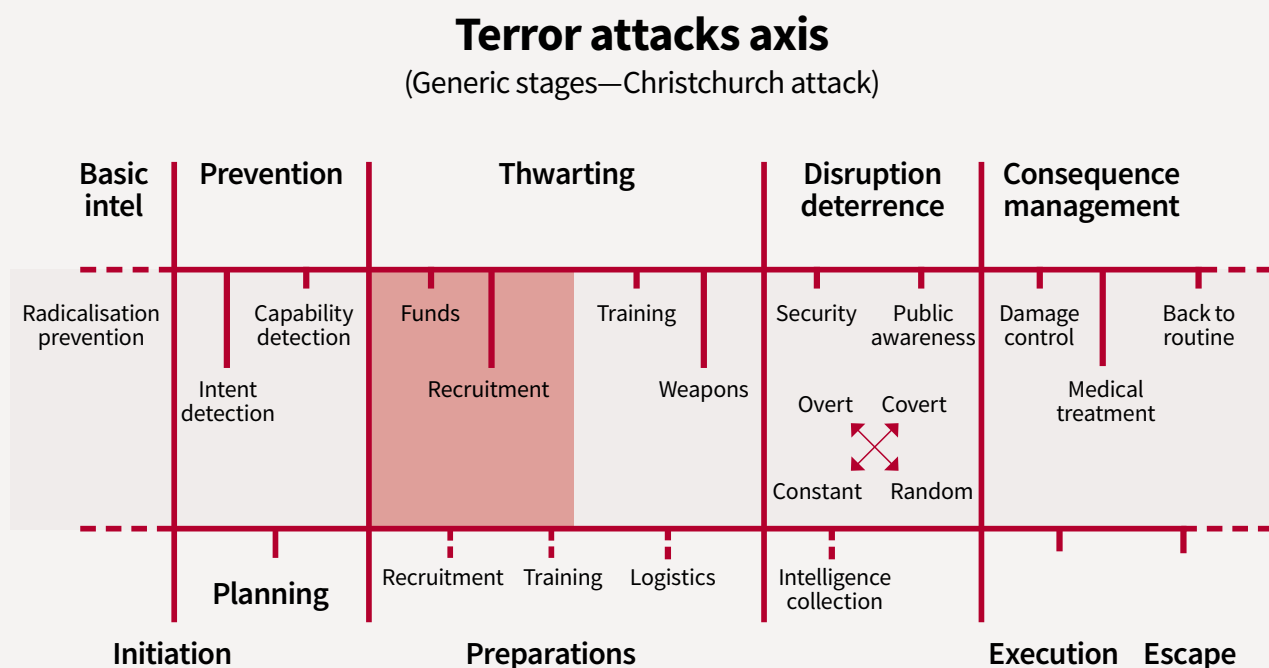 Terror attacks axis
(Generic stages—Christchurch attack)
Basic
intel
Prevention
Thwarting
Disruption
deterrence
Consequence
management
Radicalisation
prevention
Intent
detection
Capability
detection
Funds
Recruitment
Training
Weapons
Security
Public
awareness
Overt
Covert
Constant
Random
Damage
control
Medical
treatment
Back to
routine
Planning
Recruitment
Training
Logistics
Intelligence
collection
Initiation
Preparations
Execution
Escape